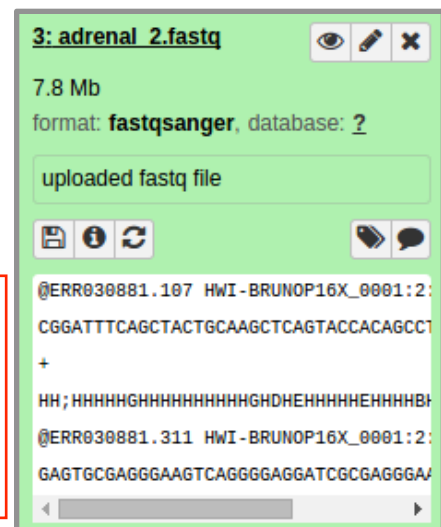 3: adrenal_2.fastq
7.8 Mb
format: fastqsanger, database: ?
uploaded fastq file
@ERR030881.107 HWI-BRUNOP16X_0001:2:
CGGATTTCAGCTACTGCAAGCTCAGTACCACAGCCT
+
HH;HHHHHGHHHHHHHHHHGHDHEHHHHHEHHHHBH
@ERR030881.311 HWI-BRUNOP16X_0001:2:
GAGTGCGAGGGAAGTCAGGGGAGGATCGCGAGGGAA